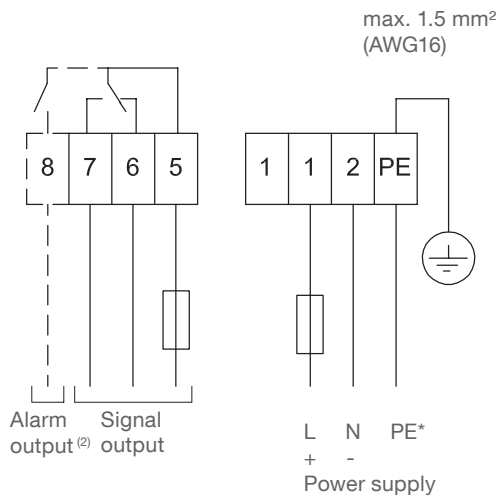 max. 1.5 mm²
(AWG16)
8 7 6 5 1 1 2 PE
Alarm output (2)
Signal output
L N PE*
+ -
Power supply